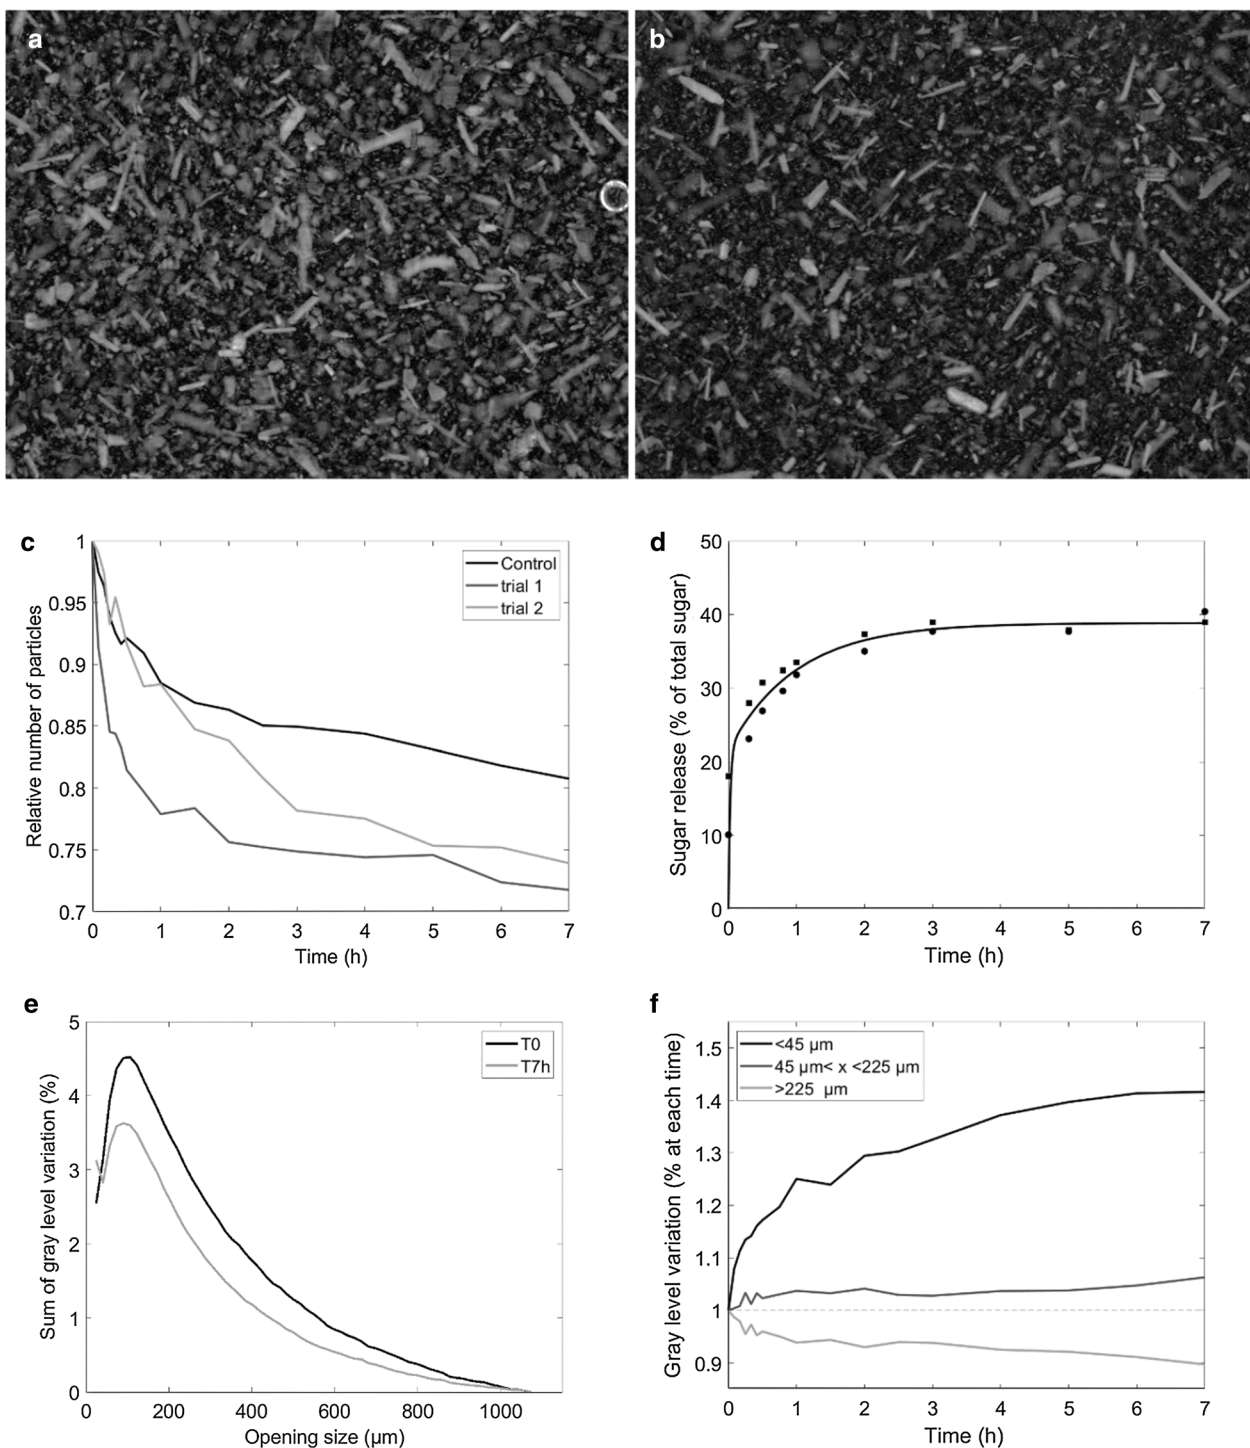 a
b
c
1
0.95
0.9
0.85
0.8
0.75
0.7
Relative number of particles
Control
trial 1
trial 2
0 1 2 3 4 5 6 7
Time (h)
d
50
40
30
20
10
0
Sugar release (% of total sugar)
0 1 2 3 4 5 6 7
Time (h)
e
5
4
3
2
1
0
Sum of gray level variation (%)
T0
T7h
0 200 400 600 800 1000
Opening size (µm)
f
1.5
1.4
1.3
1.2
1.1
1
0.9
Gray level variation (% at each time)
<45 µm
45 µm< x <225 µm
>225 µm
0 1 2 3 4 5 6 7
Time (h)